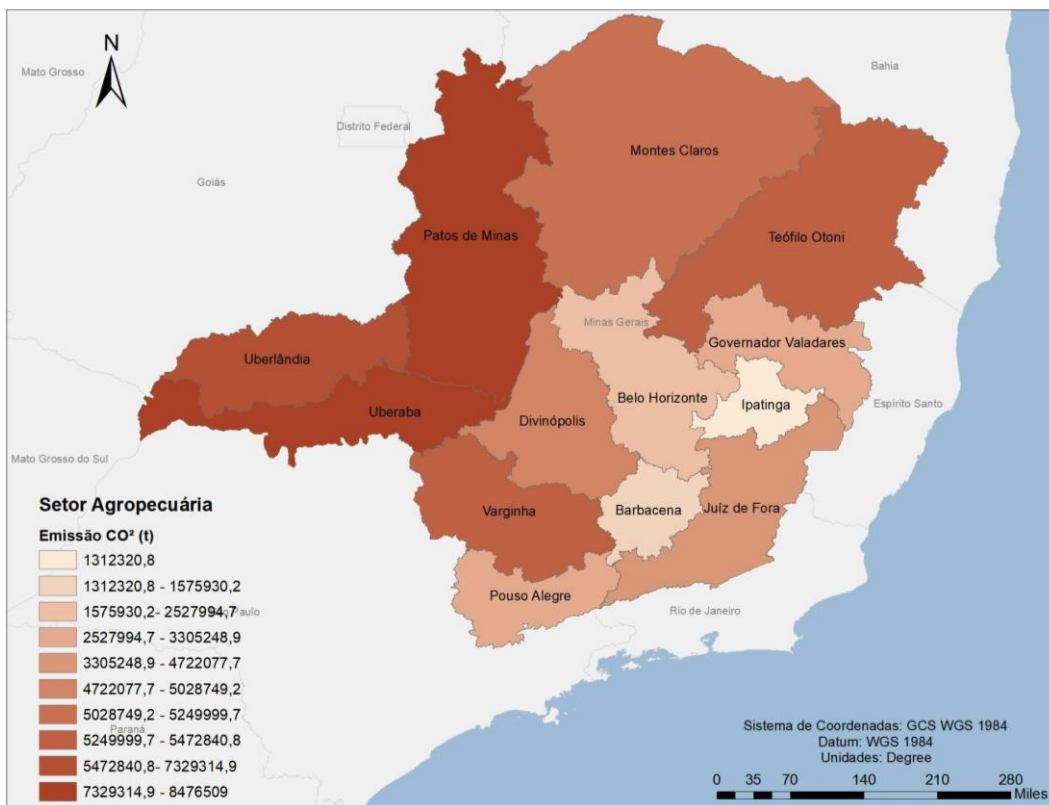 N
Mato Grosso
Bahia
Distrito Federal
Montes Claros
Goiás
Patos de Minas
Teófilo Otoni
Minas Gerais
Governador Valadares
Uberlândia
Belo Horizonte
Ipatinga
Espírito Santo
Uberaba
Divinópolis
Mato Grosso do Sul
Setor Agropecuária
Varginha
Barbacena
Juíz de Fora
Emissão CO² (t)
1312320,8
1312320,8 - 1575930,2
Pouso Alegre
1575930,2- 2527994,7
Paulo
Rio de Janeiro
2527994,7 - 3305248,9
3305248,9 - 4722077,7
4722077,7 - 5028749,2
5028749,2 - 5249999,7
Paraná
5249999,7 - 5472840,8
5472840,8- 7329314,9
7329314,9 - 8476509
Sistema de Coordenadas: GCS WGS 1984
Datum: WGS 1984
Unidades: Degree
0 35 70 140 210 280
Miles